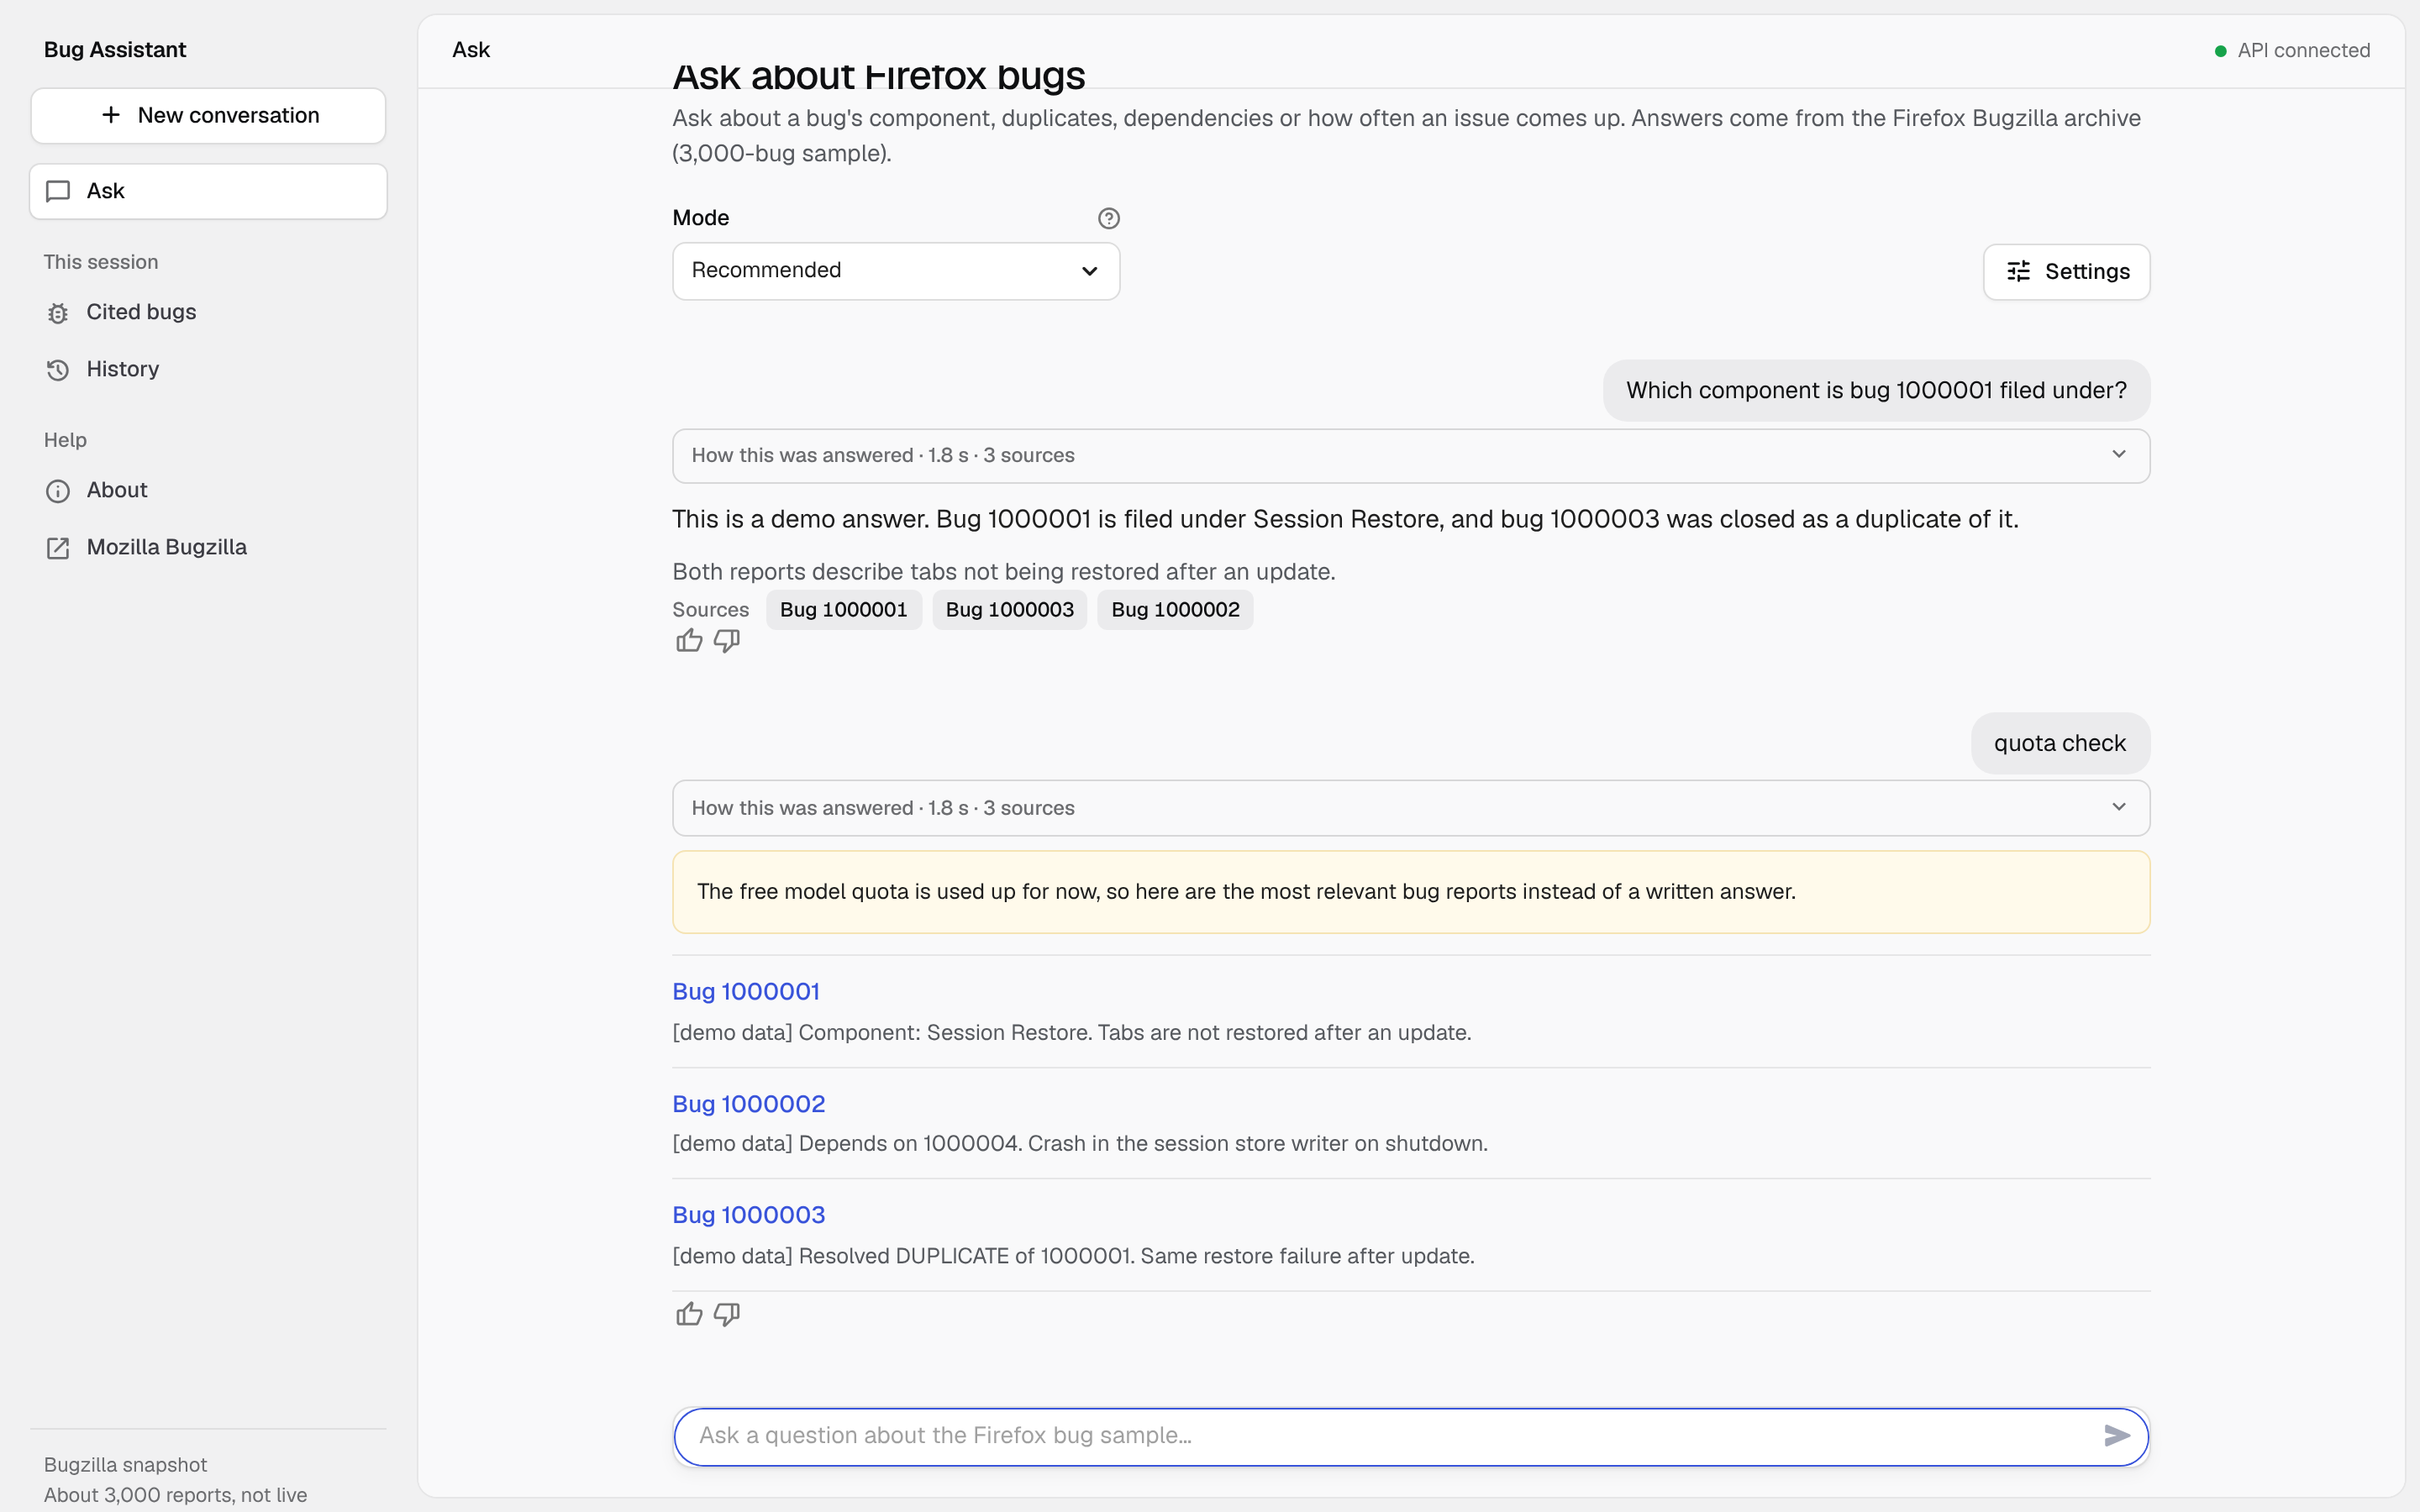 Bug Assistant
New conversation
Ask
This session
Cited bugs
History
Help
About
Mozilla Bugzilla
Bugzilla snapshot
About 3,000 reports, not live
Ask
API connected
Ask about Firefox bugs
Ask about a bug's component, duplicates, dependencies or how often an issue comes up. Answers come from the Firefox Bugzilla archive
(3,000-bug sample).
Mode
Recommended
Settings
Which component is bug 1000001 filed under?
How this was answered · 1.8 s · 3 sources
This is a demo answer. Bug 1000001 is filed under Session Restore, and bug 1000003 was closed as a duplicate of it.
Both reports describe tabs not being restored after an update.
Sources Bug 1000001 Bug 1000003 Bug 1000002
quota check
How this was answered · 1.8 s · 3 sources
The free model quota is used up for now, so here are the most relevant bug reports instead of a written answer.
Bug 1000001
[demo data] Component: Session Restore. Tabs are not restored after an update.
Bug 1000002
[demo data] Depends on 1000004. Crash in the session store writer on shutdown.
Bug 1000003
[demo data] Resolved DUPLICATE of 1000001. Same restore failure after update.
Ask a question about the Firefox bug sample...